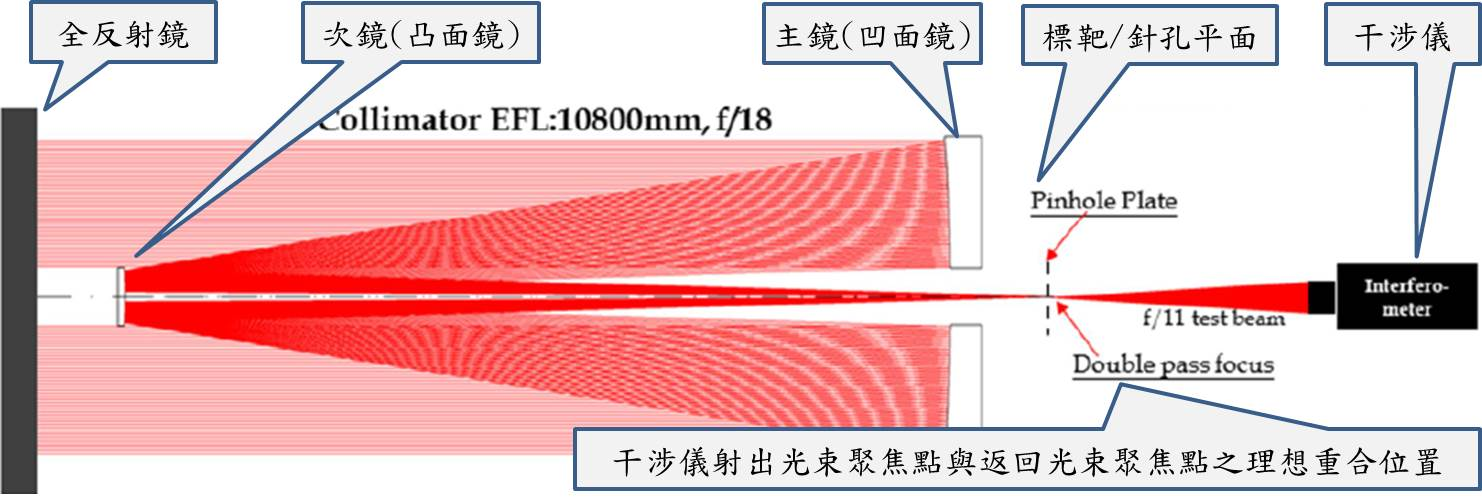 全反射鏡
次鏡(凸面鏡)
主鏡(凹面鏡)
標靶/針孔平面
干涉儀
Collimator EFL:10800mm, f/18
Pinhole Plate
Interfero-
meter
f/11 test beam
Double pass focus
干涉儀射出光束聚焦點與返回光束聚焦點之理想重合位置